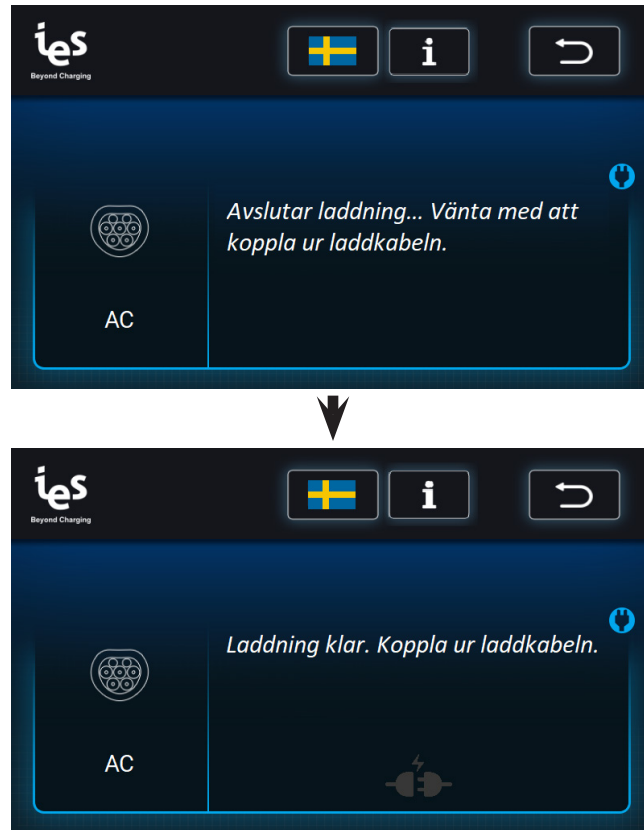 ies
Beyond Charging
i
Avslutar laddning... Vänta med att
koppla ur laddkabeln.
AC
ies
Beyond Charging
i
Laddning klar. Koppla ur laddkabeln.
AC